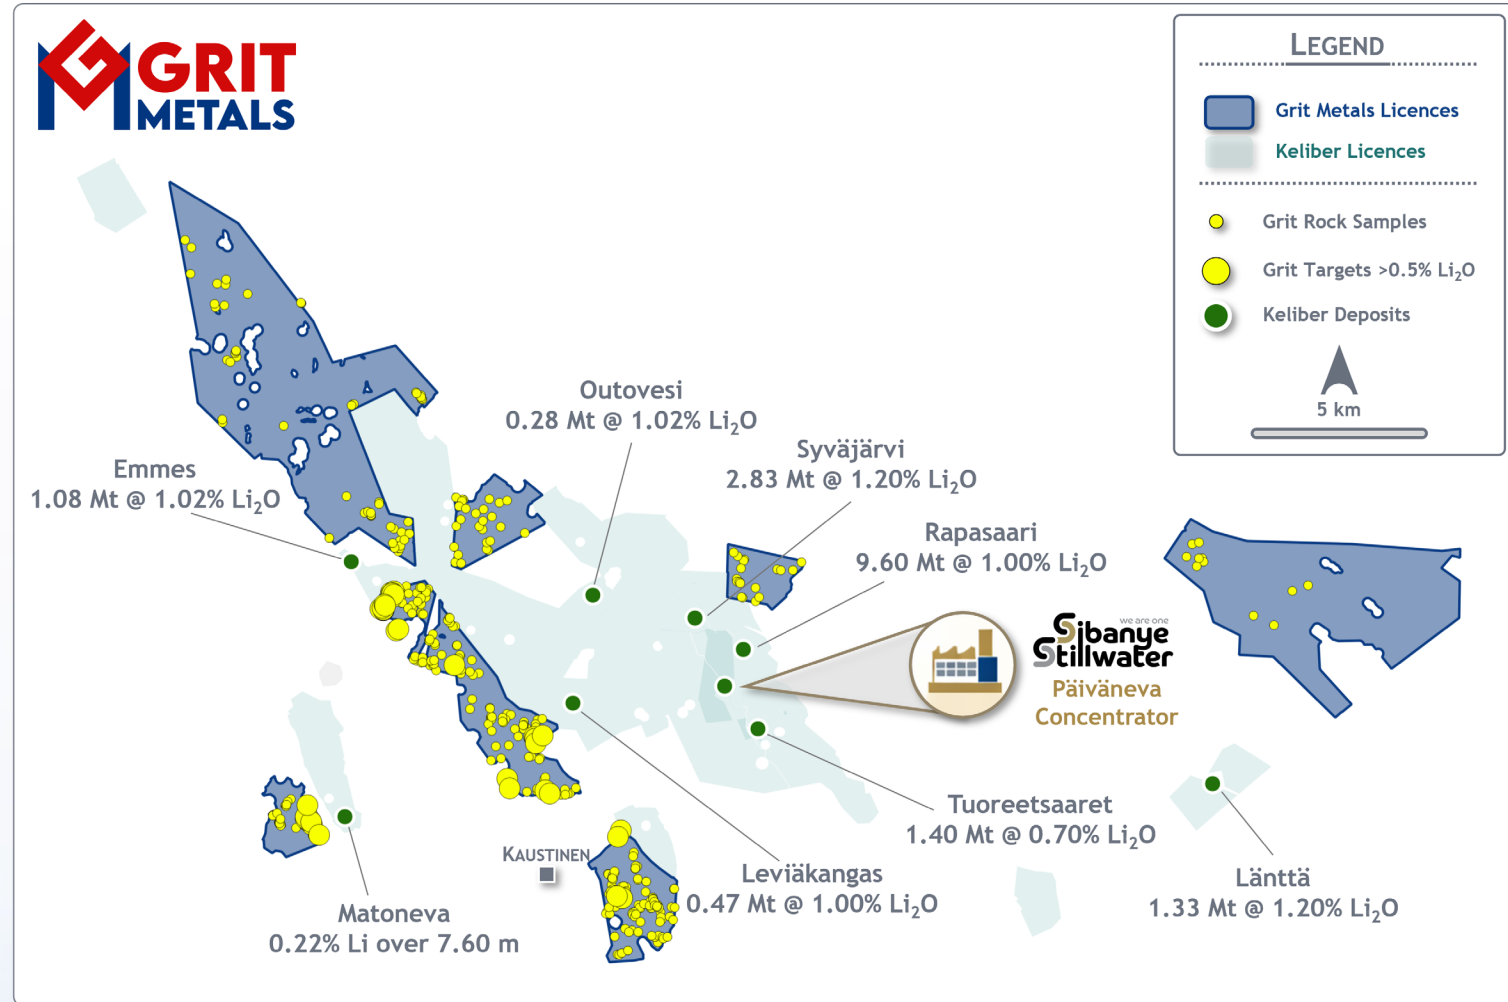 GRIT
METALS
LEGEND
Grit Metals Licences
Keliber Licences
Grit Rock Samples
Grit Targets >0.5% Li₂O
Keliber Deposits
5 km
Outovesi
0.28 Mt @ 1.02% Li₂O
Syväjärvi
2.83 Mt @ 1.20% Li₂O
Emmes
1.08 Mt @ 1.02% Li₂O
Rapasaari
9.60 Mt @ 1.00% Li₂O
we are one
Sibanye
Stillwater
Päiväneva
Concentrator
Tuoreetsaaret
1.40 Mt @ 0.70% Li₂O
KAUSTINEN
Leviäkangas
0.47 Mt @ 1.00% Li₂O
Länttä
1.33 Mt @ 1.20% Li₂O
Matoneva
0.22% Li over 7.60 m